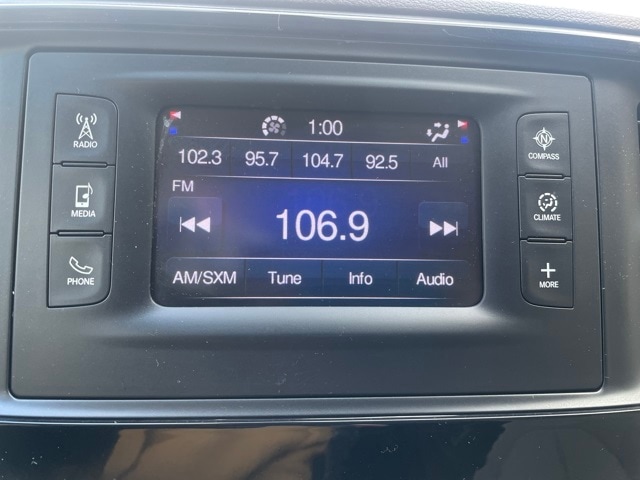 1:00
102.3 95.7 104.7 92.5 All
FM
106.9
AM/SXM Tune Info Audio
RADIO
MEDIA
PHONE
COMPASS
CLIMATE
+
MORE